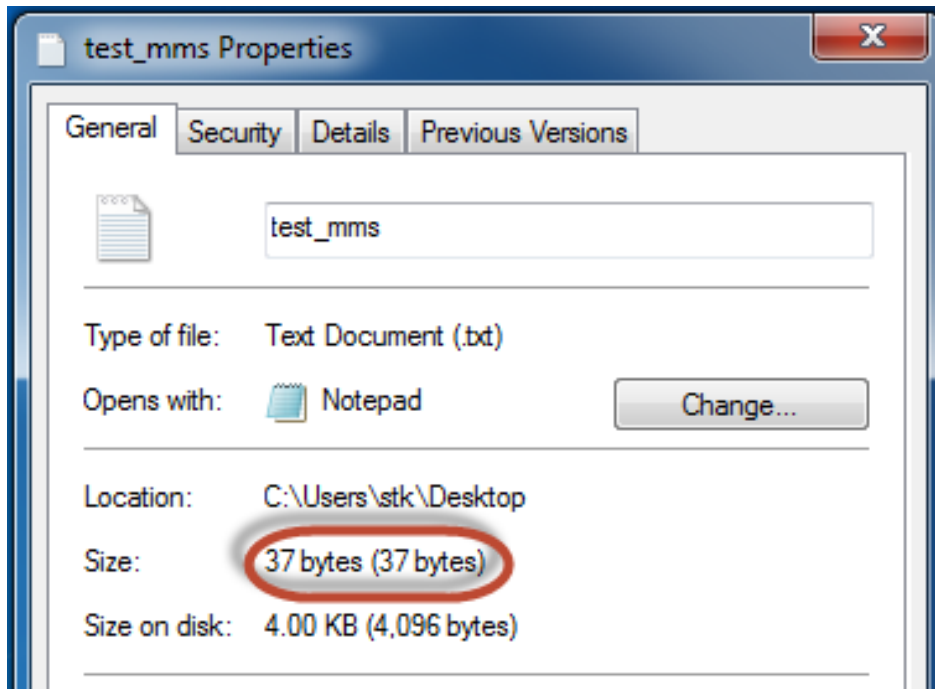 test_mms Properties
General Security Details Previous Versions
test_mms
Type of file: Text Document (.txt)
Opens with: Notepad Change...
Location: C:\Users\stk\Desktop
Size: 37 bytes (37 bytes)
Size on disk: 4.00 KB (4,096 bytes)